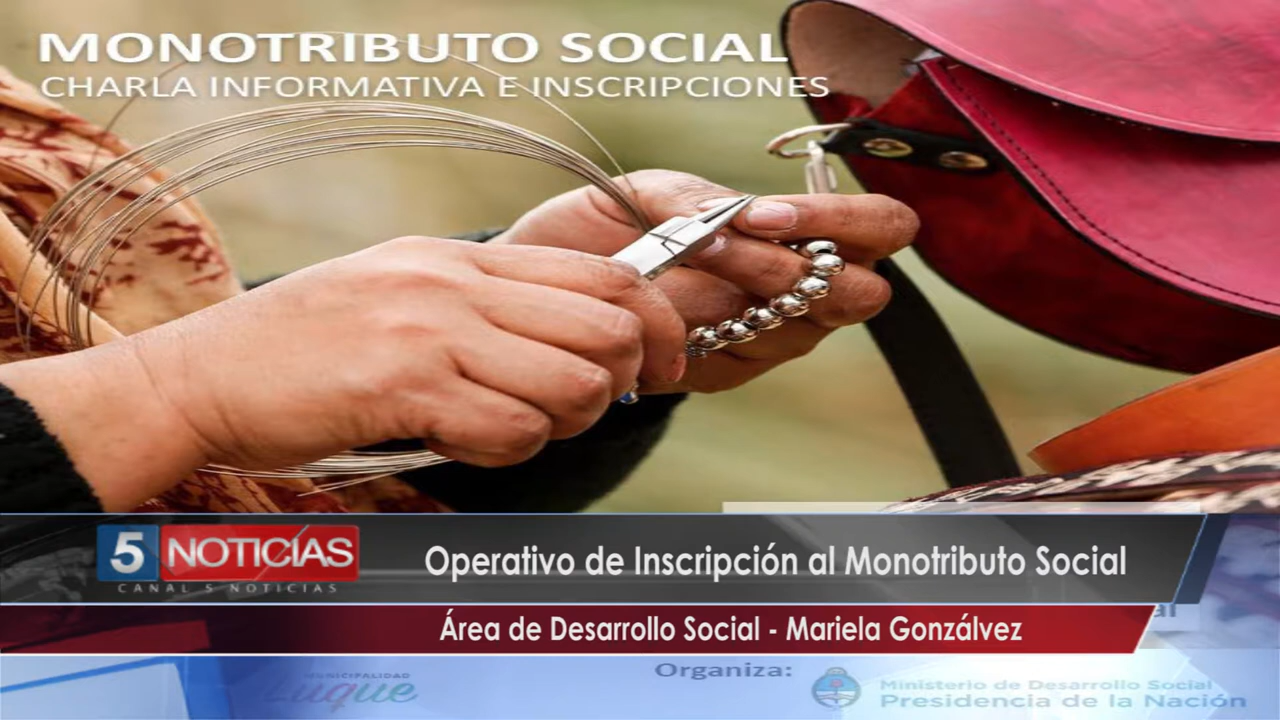 MONOTRIBUTO SOCIAL
CHARLA INFORMATIVA E INSCRIPCIONES
5 NOTICIAS
CANAL 5 NOTICIAS
Operativo de Inscripción al Monotributo Social
Área de Desarrollo Social - Mariela Gonzálvez
Organiza:
MUNICIPALIDAD
Luque
Ministerio de Desarrollo Social
Presidencia de la Nación